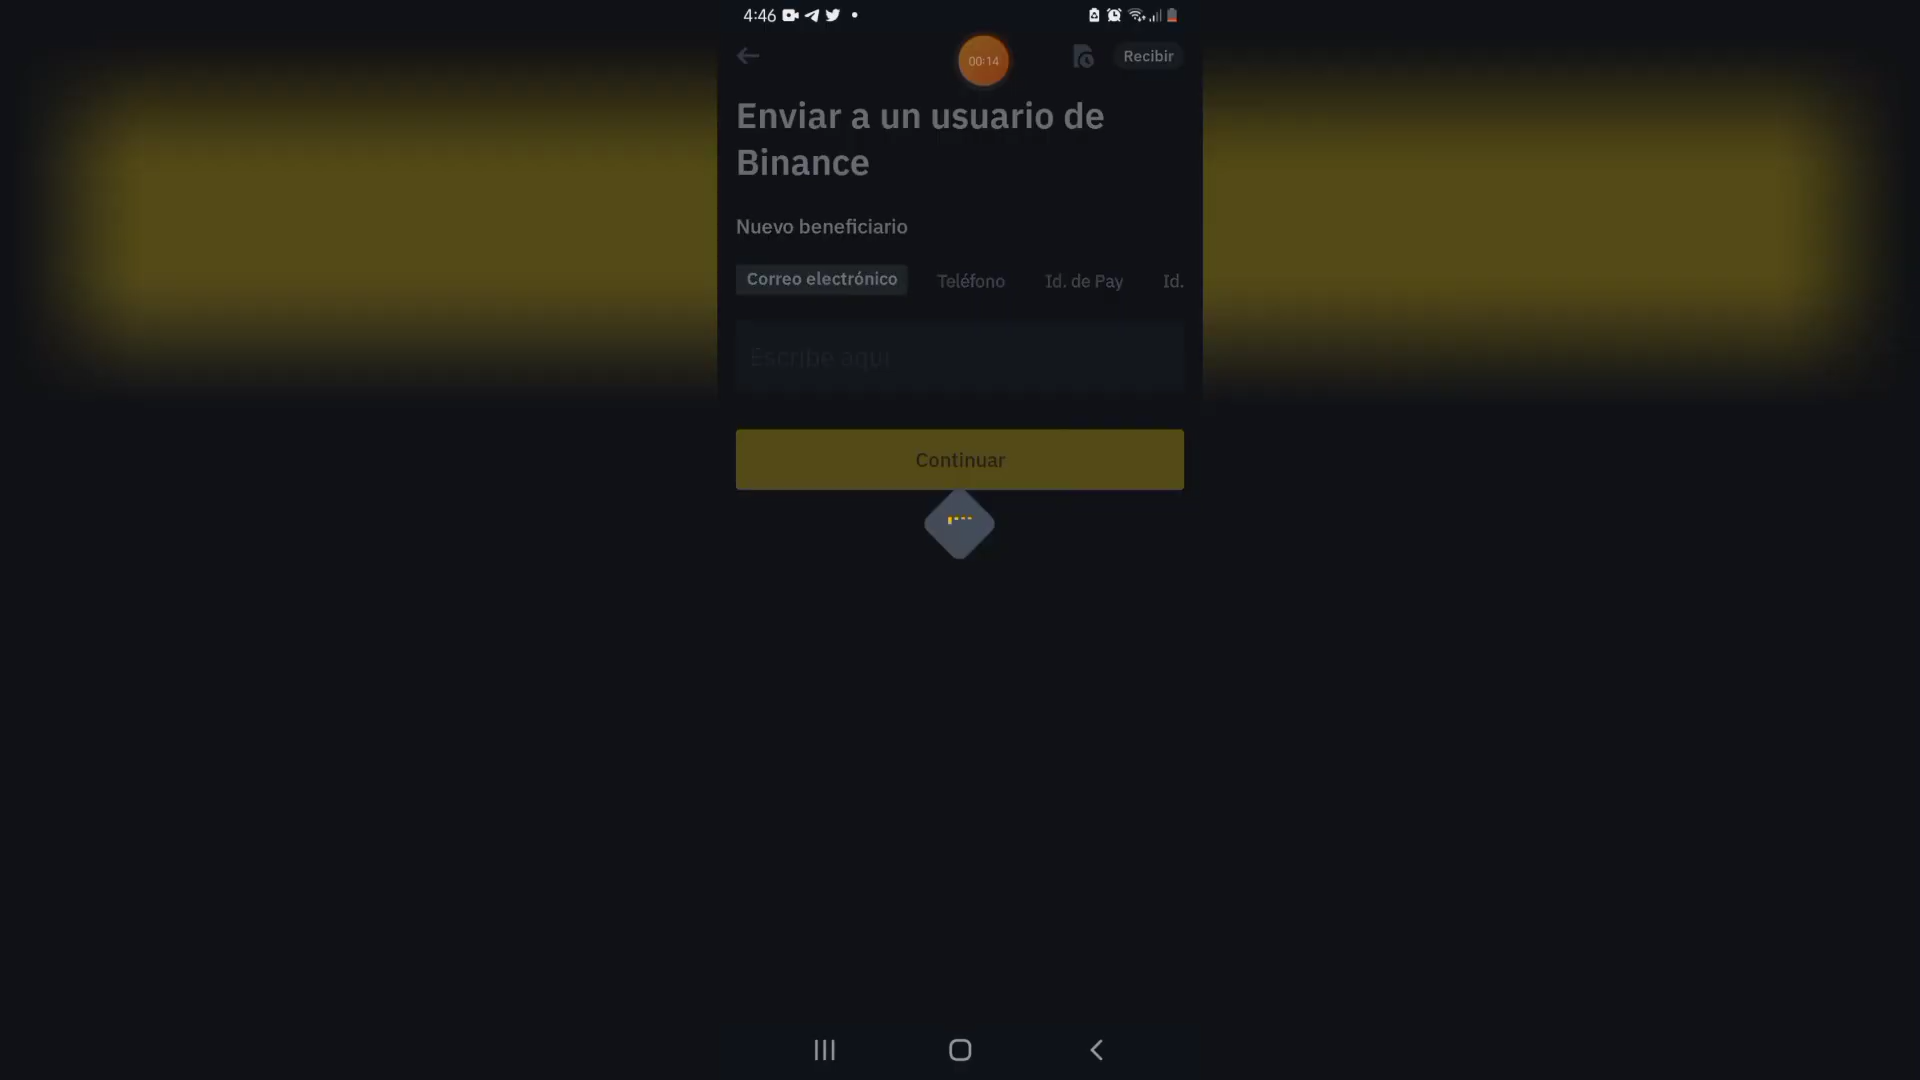 4:46
00:14
Recibir
Enviar a un usuario de
Binance
Nuevo beneficiario
Correo electrónico
Teléfono
Id. de Pay
Id.
Escribe aquí
Continuar